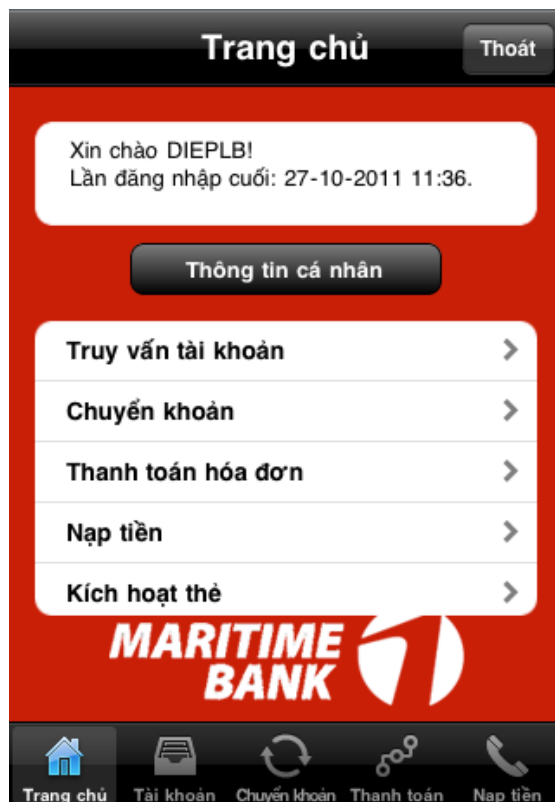 Trang chủ
Thoát
Xin chào DIEPLB!
Lần đăng nhập cuối: 27-10-2011 11:36.
Thông tin cá nhân
Truy vấn tài khoản
Chuyển khoản
Thanh toán hóa đơn
Nạp tiền
Kích hoạt thẻ
MARITIME
BANK
Trang chủ
Tài khoản
Chuyển khoản
Thanh toán
Nạp tiền